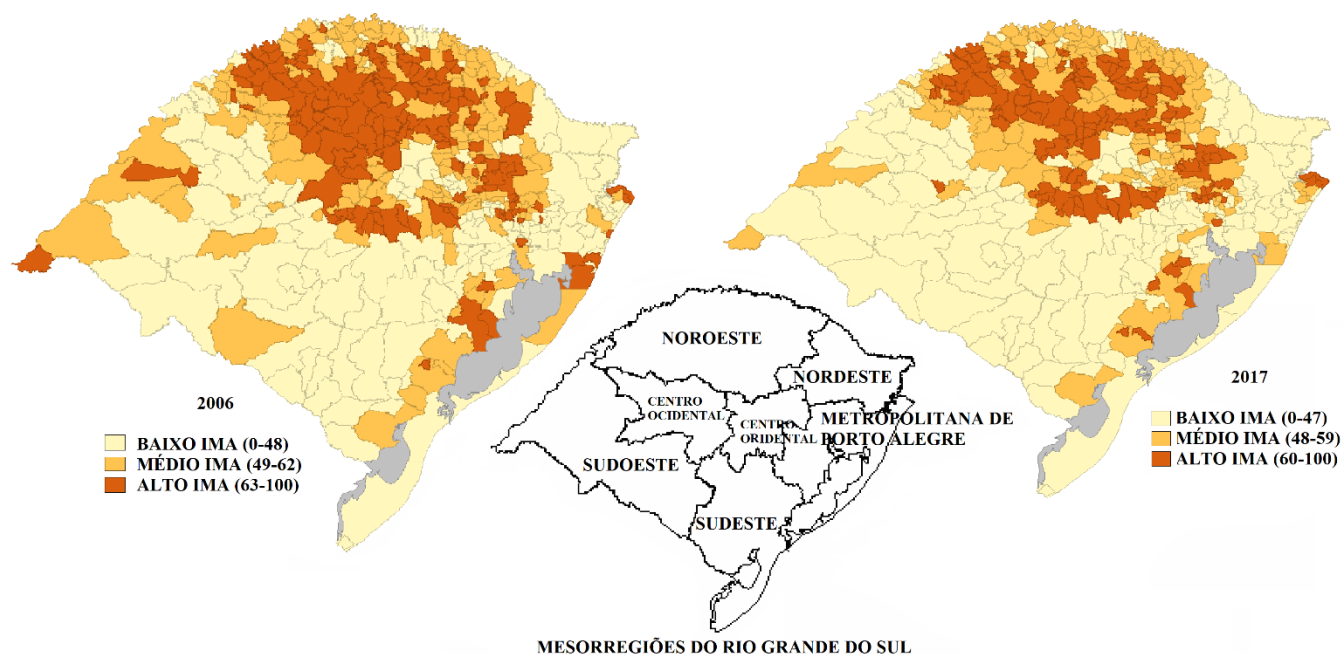 2006
BAIXO IMA (0-48)
MÉDIO IMA (49-62)
ALTO IMA (63-100)
NOROESTE
NORDESTE
CENTRO
OCIDENTAL
CENTRO
ORIDENTAL
METROPOLITANA DE
PORTO ALEGRE
SUDOESTE
SUDESTE
MESORREGIÕES DO RIO GRANDE DO SUL
2017
BAIXO IMA (0-47)
MÉDIO IMA (48-59)
ALTO IMA (60-100)